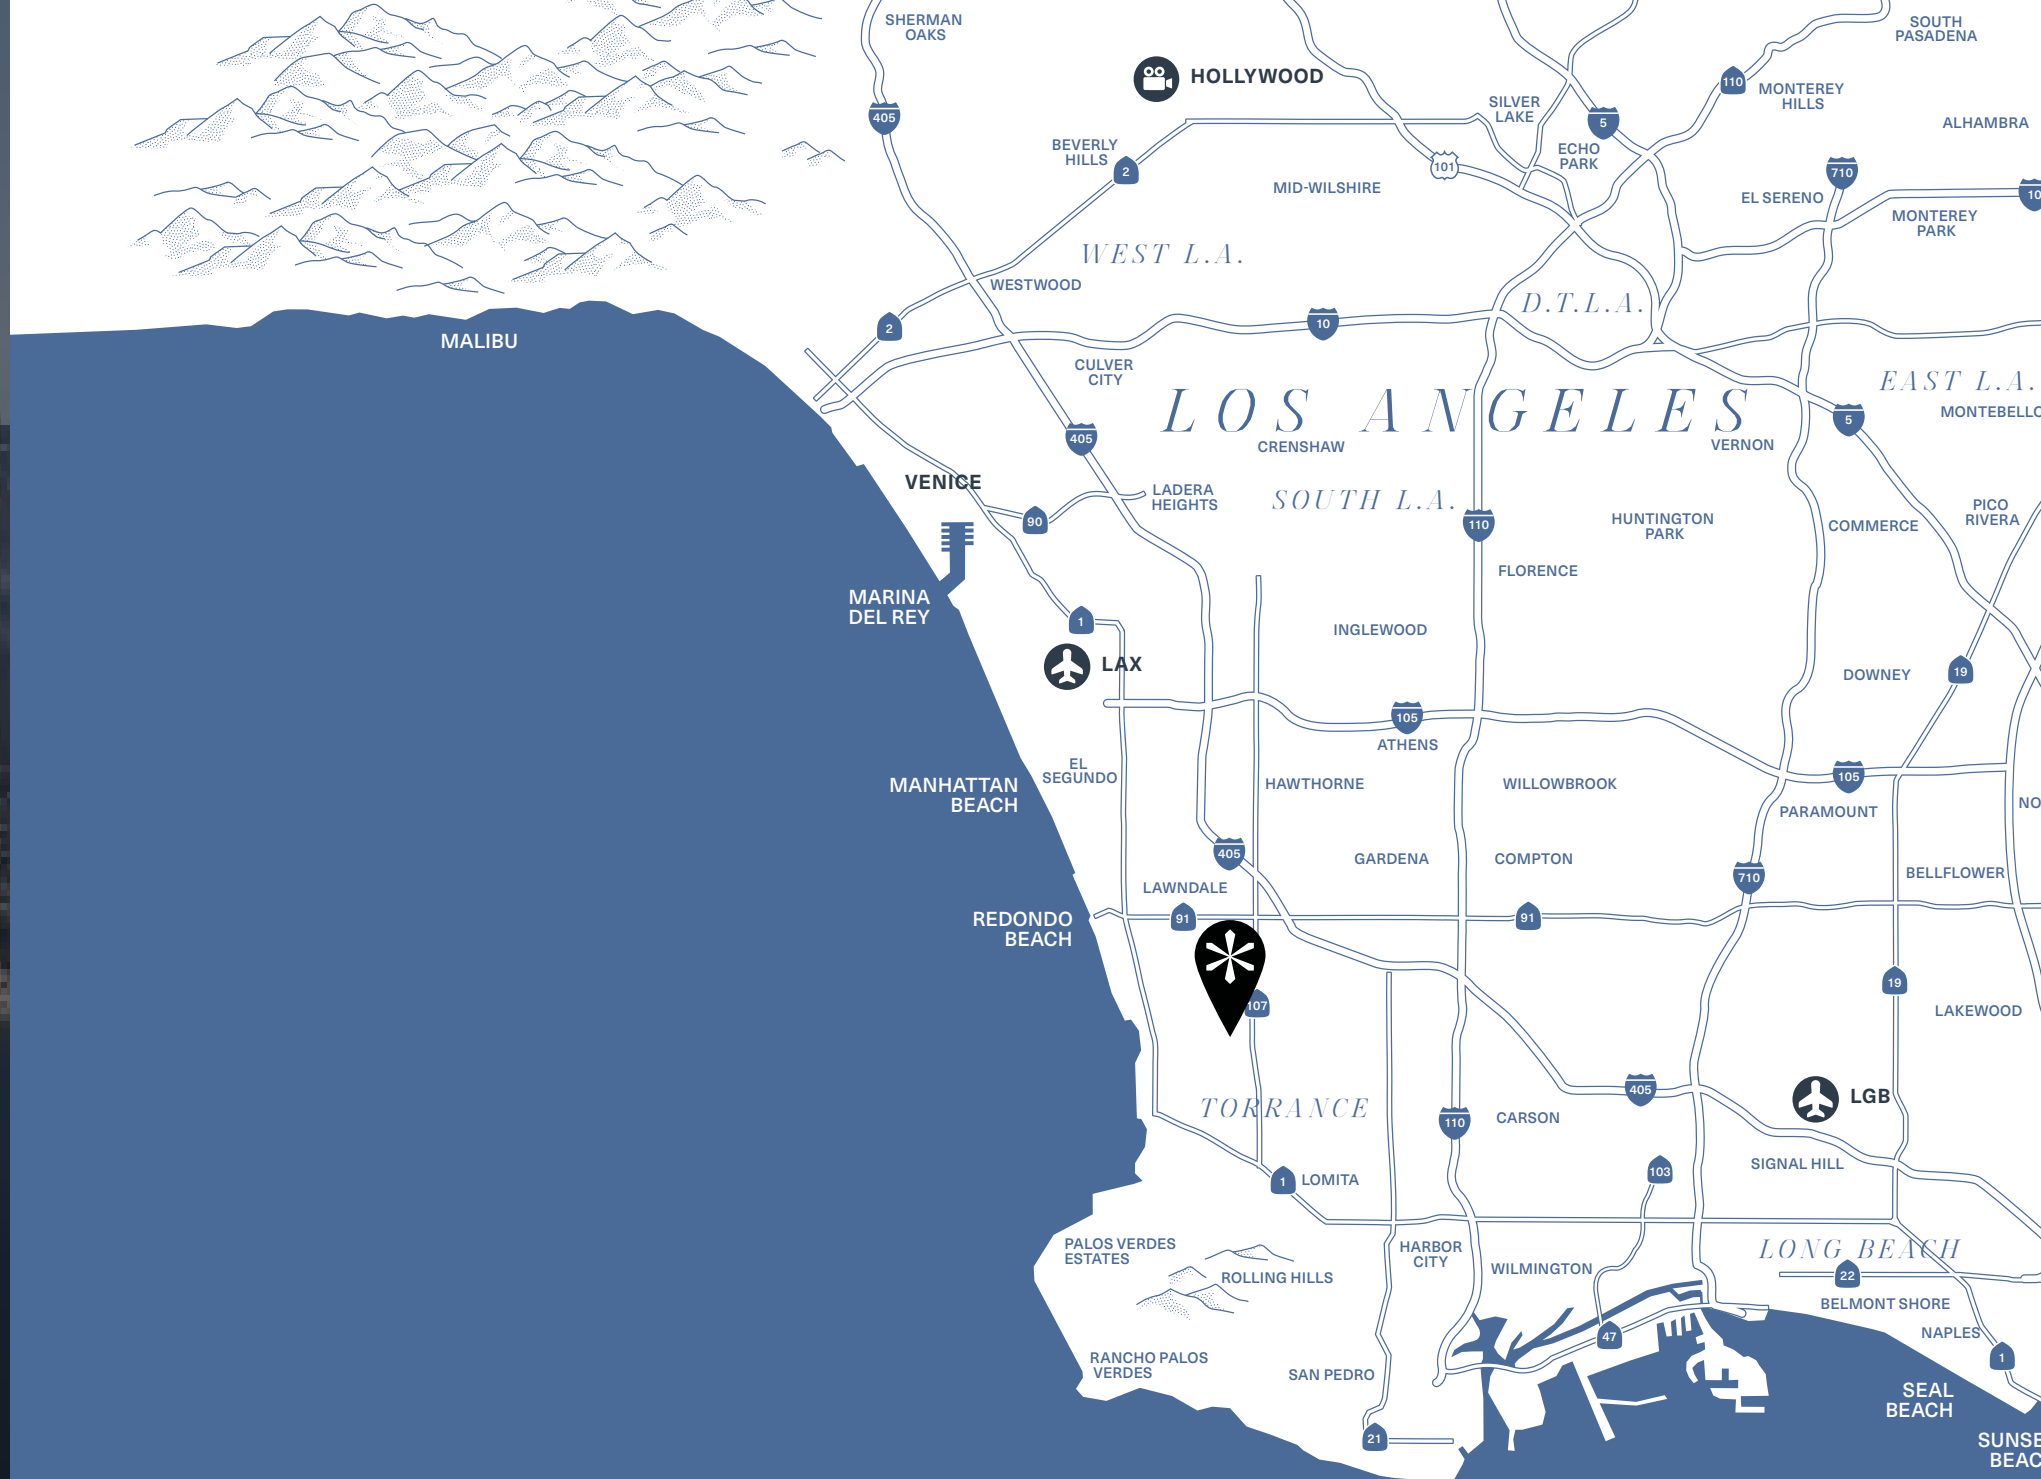 SHERMAN
OAKS
SOUTH
PASADENA
HOLLYWOOD
110
MONTEREY
HILLS
405
SILVER
LAKE
5
ALHAMBRA
BEVERLY
HILLS
2
ECHO
PARK
101
710
MID-WILSHIRE
EL SERENO
10
MONTEREY
PARK
WEST L.A.
WESTWOOD
D.T.L.A.
2
10
MALIBU
CULVER
CITY
EAST L.A.
LOS ANGELES
MONTEBELLO
5
405
CRENSHAW
VERNON
VENICE
LADERA
HEIGHTS
SOUTH L.A.
90
110
HUNTINGTON
PARK
COMMERCE
PICO
RIVERA
FLORENCE
MARINA
DEL REY
1
INGLEWOOD
LAX
DOWNEY
19
105
ATHENS
EL
SEGUNDO
MANHATTAN
BEACH
HAWTHORNE
WILLOWBROOK
105
PARAMOUNT
NO
405
GARDENA
COMPTON
710
BELLFLOWER
LAWNDALE
REDONDO
BEACH
91
91
107
19
LAKEWOOD
TORRANCE
110
CARSON
405
LGB
103
SIGNAL HILL
1
LOMITA
PALOS VERDES
ESTATES
ROLLING HILLS
HARBOR
CITY
WILMINGTON
LONG BEACH
22
BELMONT SHORE
47
NAPLES
1
RANCHO PALOS
VERDES
SAN PEDRO
SEAL
BEACH
21
SUNSE
BEAC